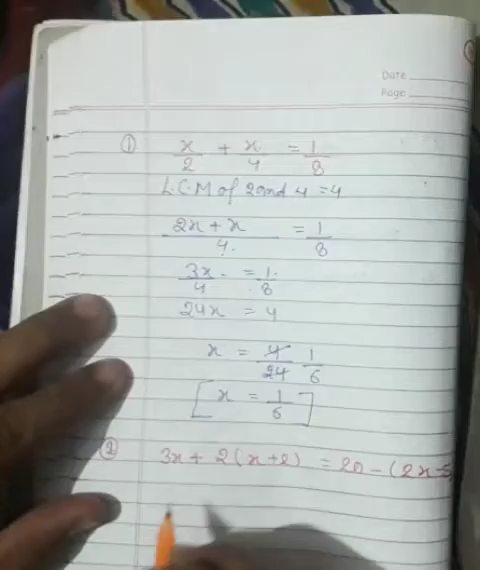 Date
Page
① x/2 + x/4 = 1/8
L.C.M of 2 and 4 = 4
2x + x / 4 = 1/8
3x/4 = 1/8
24x = 4
x = 4/24 1/6
[x = 1/6]
② 3x + 2(x+2) = 20 - (2x-5